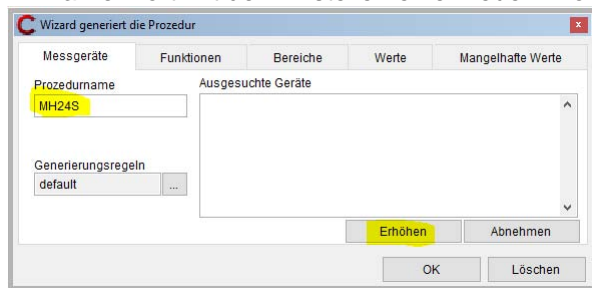 Wizard generiert die Prozedur
Messgeräte Funktionen Bereiche Werte Mangelhafte Werte
Prozedurname Ausgesuchte Geräte
MH24S
Generierungsregeln
default ...
Erhöhen Abnehmen
OK Löschen